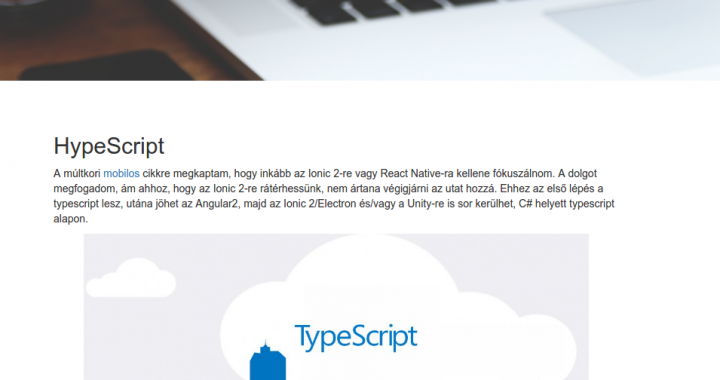 HypeScript
A múltkori mobilos cikkre megkaptam, hogy inkább az Ionic 2-re vagy React Native-ra kellene fókuszálnom. A dolgot
megfogadom, ám ahhoz, hogy az Ionic 2-re rátérhessünk, nem ártana végigjárni az utat hozzá. Ehhez az első lépés a
typescript lesz, utána jöhet az Angular2, majd az Ionic 2/Electron és/vagy a Unity-re is sor kerülhet, C# helyett typescript
alapon.
TypeScript